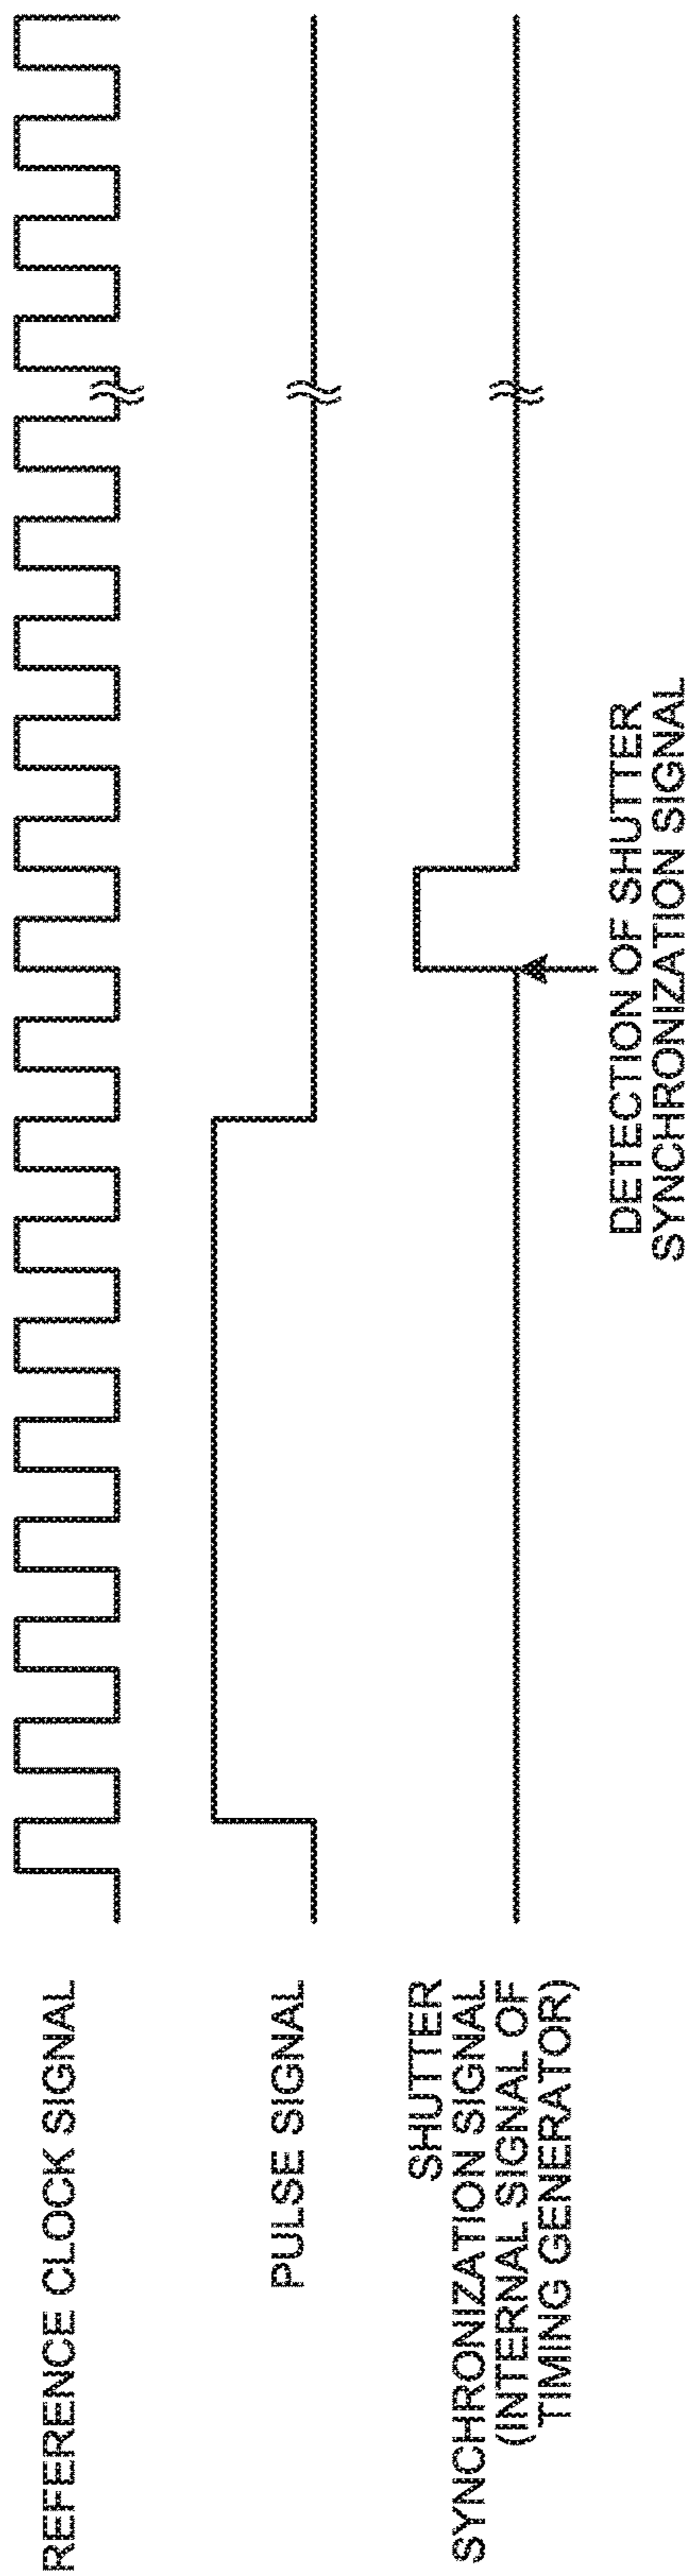 REFERENCE CLOCK SIGNAL
PULSE SIGNAL
SHUTTER
SYNCHRONIZATION SIGNAL
(INTERNAL SIGNAL OF
TIMING GENERATOR)
DETECTION OF SHUTTER
SYNCHRONIZATION SIGNAL